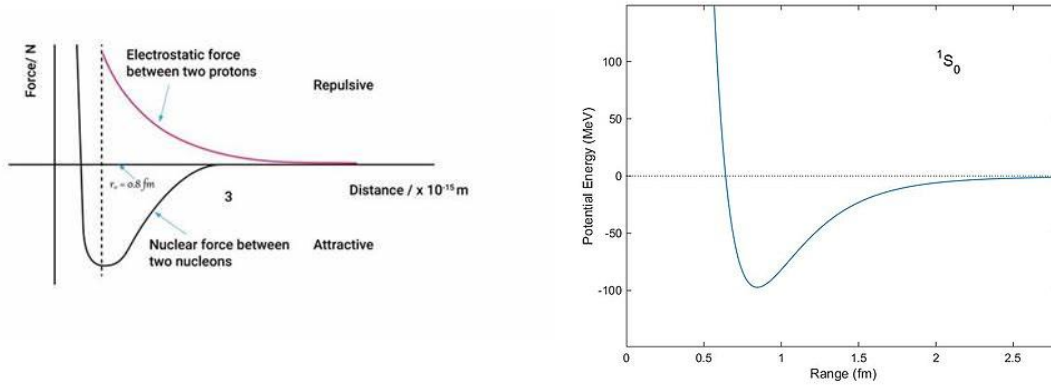 Force/ N
Electrostatic force
between two protons
Repulsive
r₀ = 0.8 fm
Distance / x 10⁻¹⁵ m
3
Nuclear force between
two nucleons
Attractive
Potential Energy (MeV)
100
50
0
-50
-100
¹S₀
0
0.5
1
1.5
2
2.5
Range (fm)